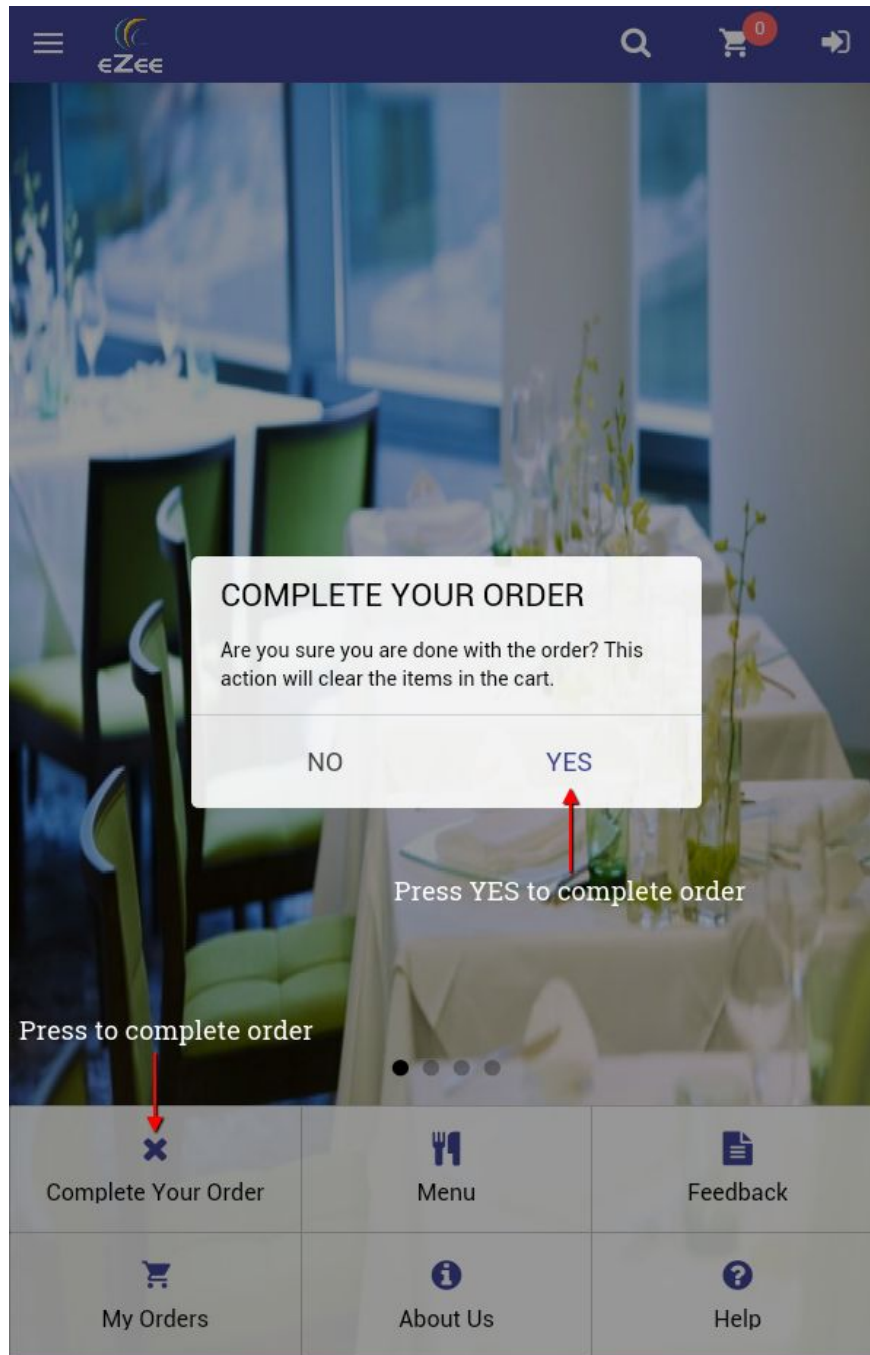 0
eZee
COMPLETE YOUR ORDER
Are you sure you are done with the order? This
action will clear the items in the cart.
NO YES
Press YES to complete order
Press to complete order
Complete Your Order Menu Feedback
My Orders About Us Help